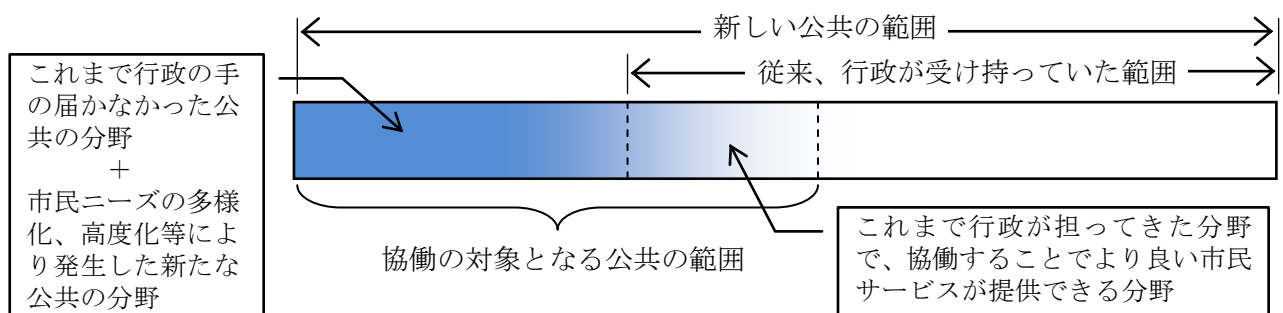 新しい公共の範囲
従来、行政が受け持っていた範囲
これまで行政の手
の届かなかった公
共の分野
+
市民ニーズの多様
化、高度化等によ
り発生した新たな
公共の分野
協働の対象となる公共の範囲
これまで行政が担ってきた分野
で、協働することでより良い市民
サービスが提供できる分野